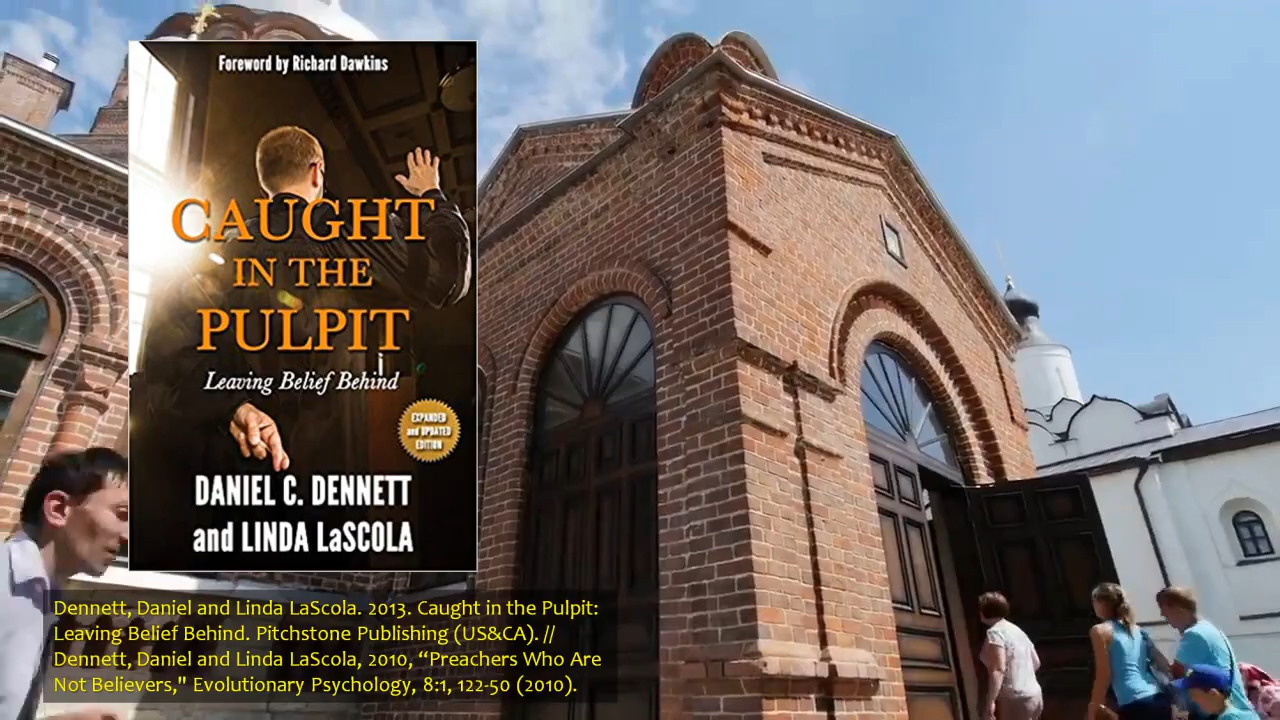 Foreword by Richard Dawkins
CAUGHT
IN THE
PULPIT
Leaving Belief Behind
EXPANDED
and UPDATED
EDITION
DANIEL C. DENNETT
and LINDA LaSCOLA
Dennett, Daniel and Linda LaScola. 2013. Caught in the Pulpit:
Leaving Belief Behind. Pitchstone Publishing (US&CA). //
Dennett, Daniel and Linda LaScola, 2010, “Preachers Who Are
Not Believers," Evolutionary Psychology, 8:1, 122-50 (2010).